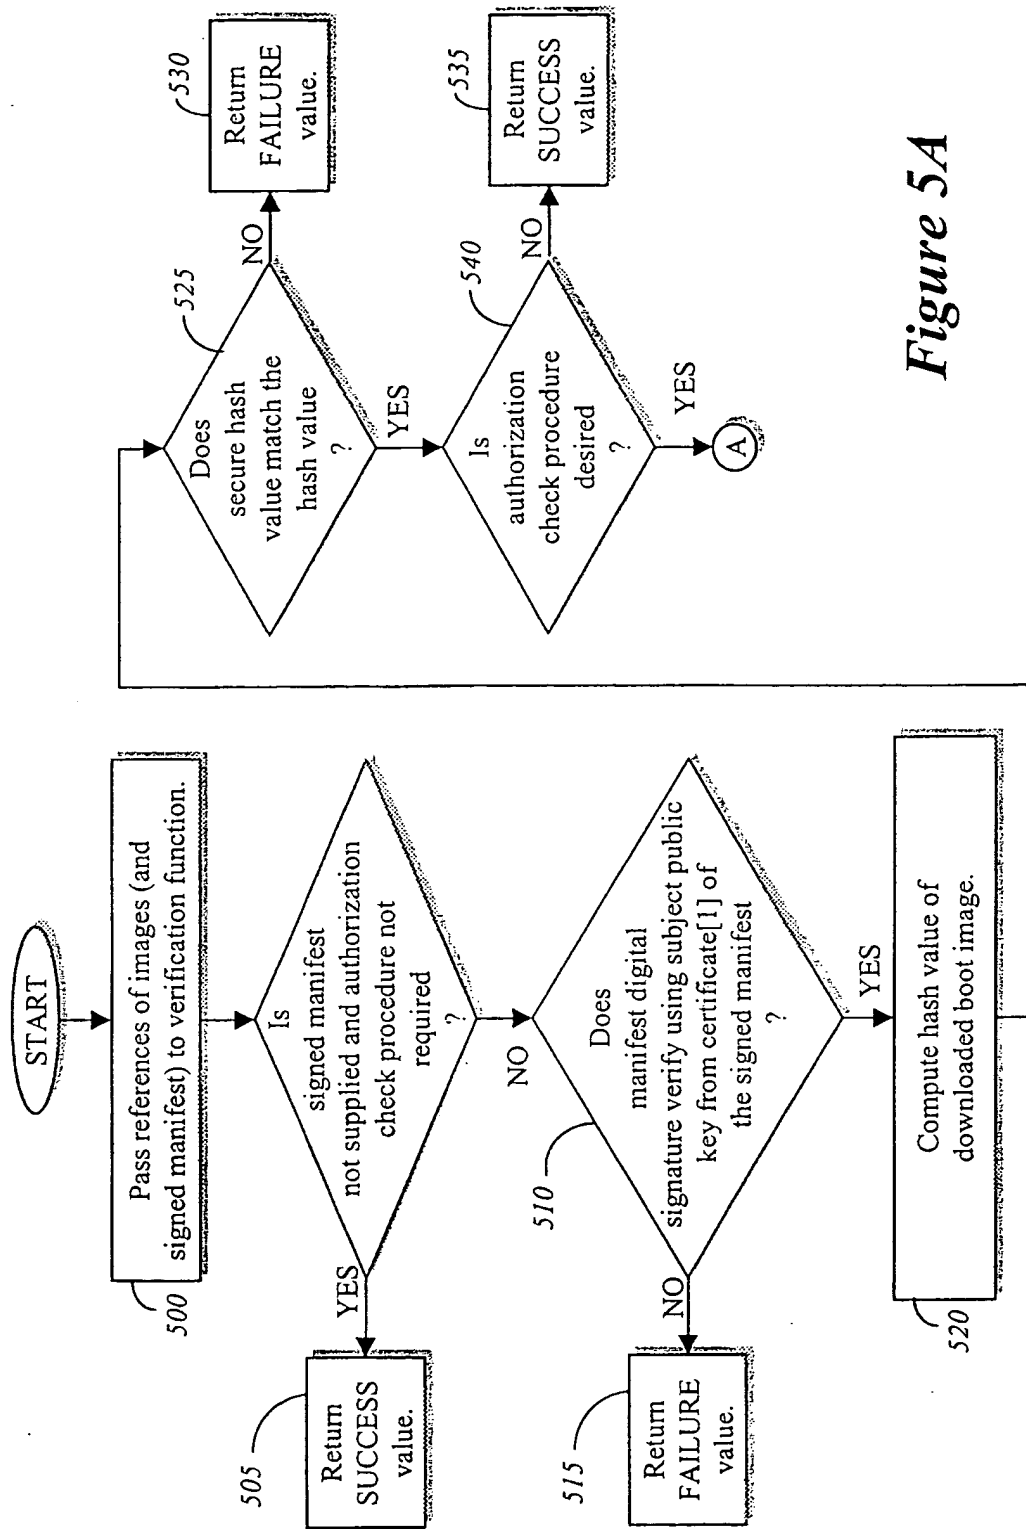 START
Pass references of images (and
signed manifest) to verification function.
500
Is
signed manifest
not supplied and authorization
check procedure not
required
?
YES
505
Return
SUCCESS
value.
NO
Does
manifest digital
signature verify using subject public
key from certificate[1] of
the signed manifest
?
510
NO
515
Return
FAILURE
value.
YES
Compute hash value of
downloaded boot image.
520
Does
secure hash
value match the
hash value
?
525
NO
530
Return
FAILURE
value.
YES
Is
authorization
check procedure
desired
?
540
NO
535
Return
SUCCESS
value.
YES
A
Figure 5A